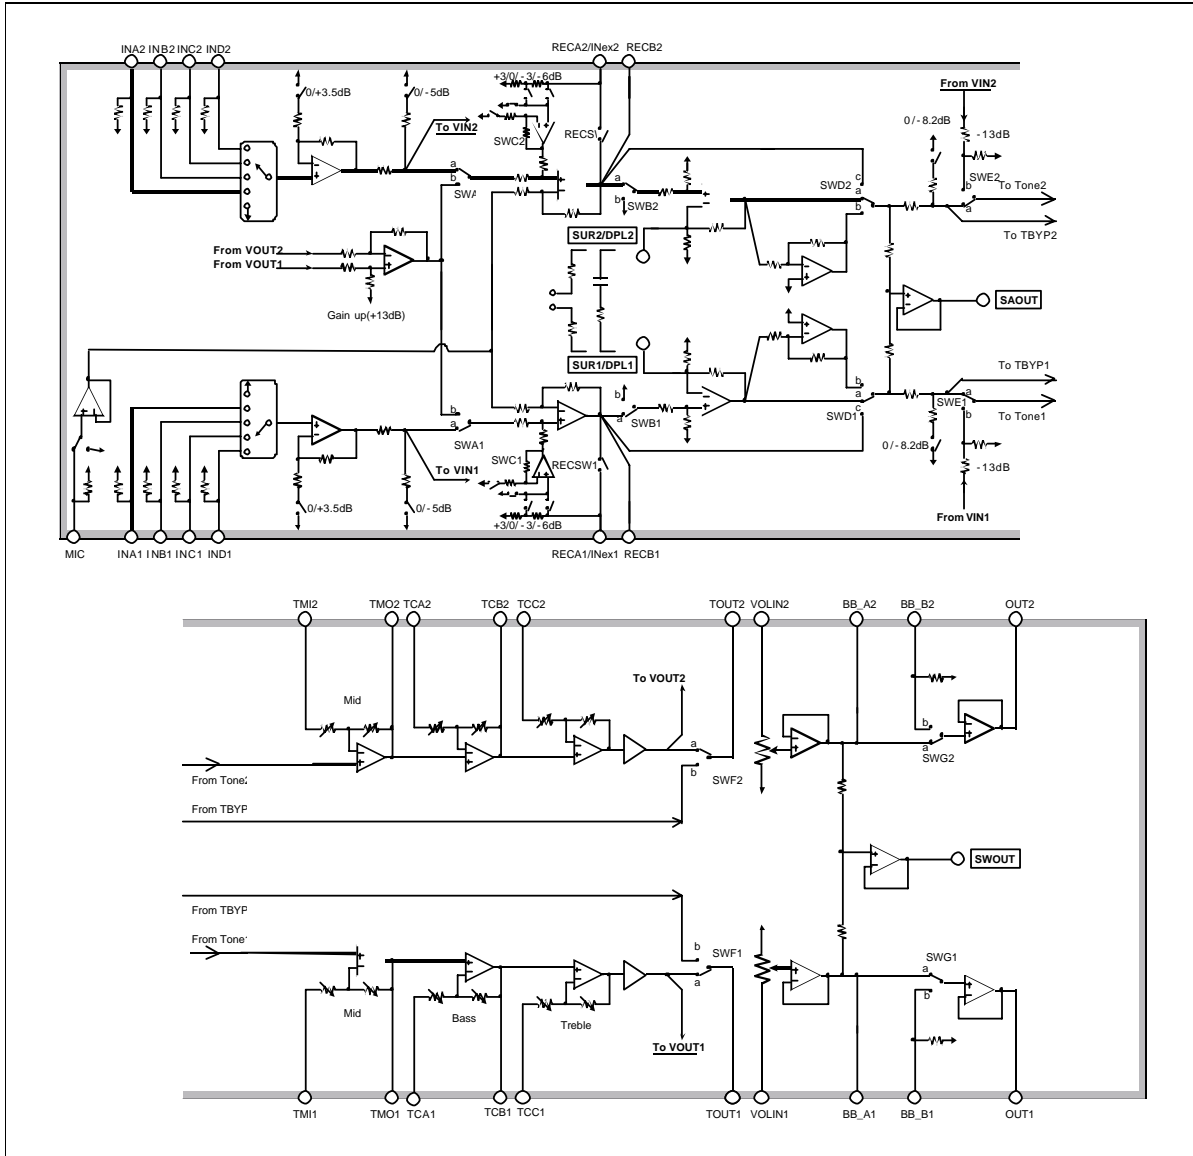 INA2 INB2 INC2 IND2 RECA2/INex2 RECB2
+3/0/-3/-6dB
0/+3.5dB 0/-5dB From VIN2
0/-8.2dB
To VIN2
-13dB
SWC2 RECS
SWE2
a c
b a SWD2 a b
SWA b a To Tone2
SWB2 b a
SUR2/DPL2 To TBYP2
From VOUT2
From VOUT1
SAOUT
Gain up(+13dB)
SUR1/DPL1 To TBYP1
b b b a
a a a SWE1
SWA1 SWB1 SWD1 c b To Tone1
SWC1 RECSW1 0/-8.2dB
To VIN1 -13dB
0/+3.5dB 0/-5dB
+3/0/-3/-6dB From VIN1
MIC INA1 INB1 INC1 IND1 RECA1/INex1 RECB1
TMI2 TMO2 TCA2 TCB2 TCC2 TOUT2 VOLIN2 BB_A2 BB_B2 OUT2
To VOUT2
Mid
b
a a
b SWG2
From Tone2 SWF2
From TBYP
SWOUT
From TBYP
From Tone1 b SWF1 SWG1
a a
b
Mid Bass Treble
To VOUT1
TMI1 TMO1 TCA1 TCB1 TCC1 TOUT1 VOLIN1 BB_A1 BB_B1 OUT1